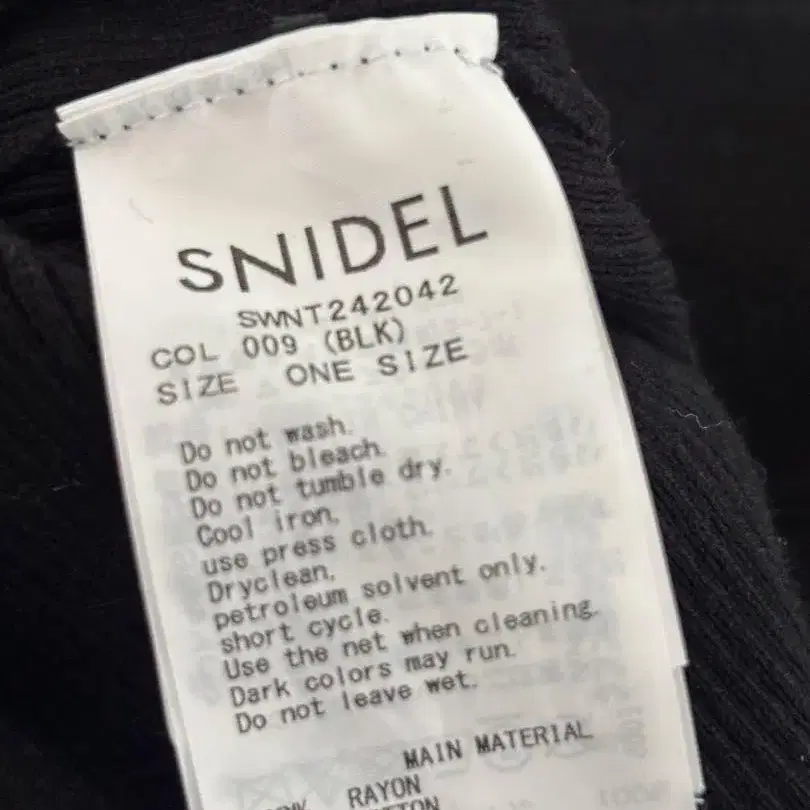 SNIDEL
SWNT242042
COL 009 (BLK)
SIZE ONE SIZE
Do not wash.
Do not bleach.
Do not tumble dry.
Cool iron,
use press cloth.
Dryclean,
petroleum solvent only.
short cycle.
Use the net when cleaning.
Dark colors may run.
Do not leave wet.
MAIN MATERIAL
RAYON